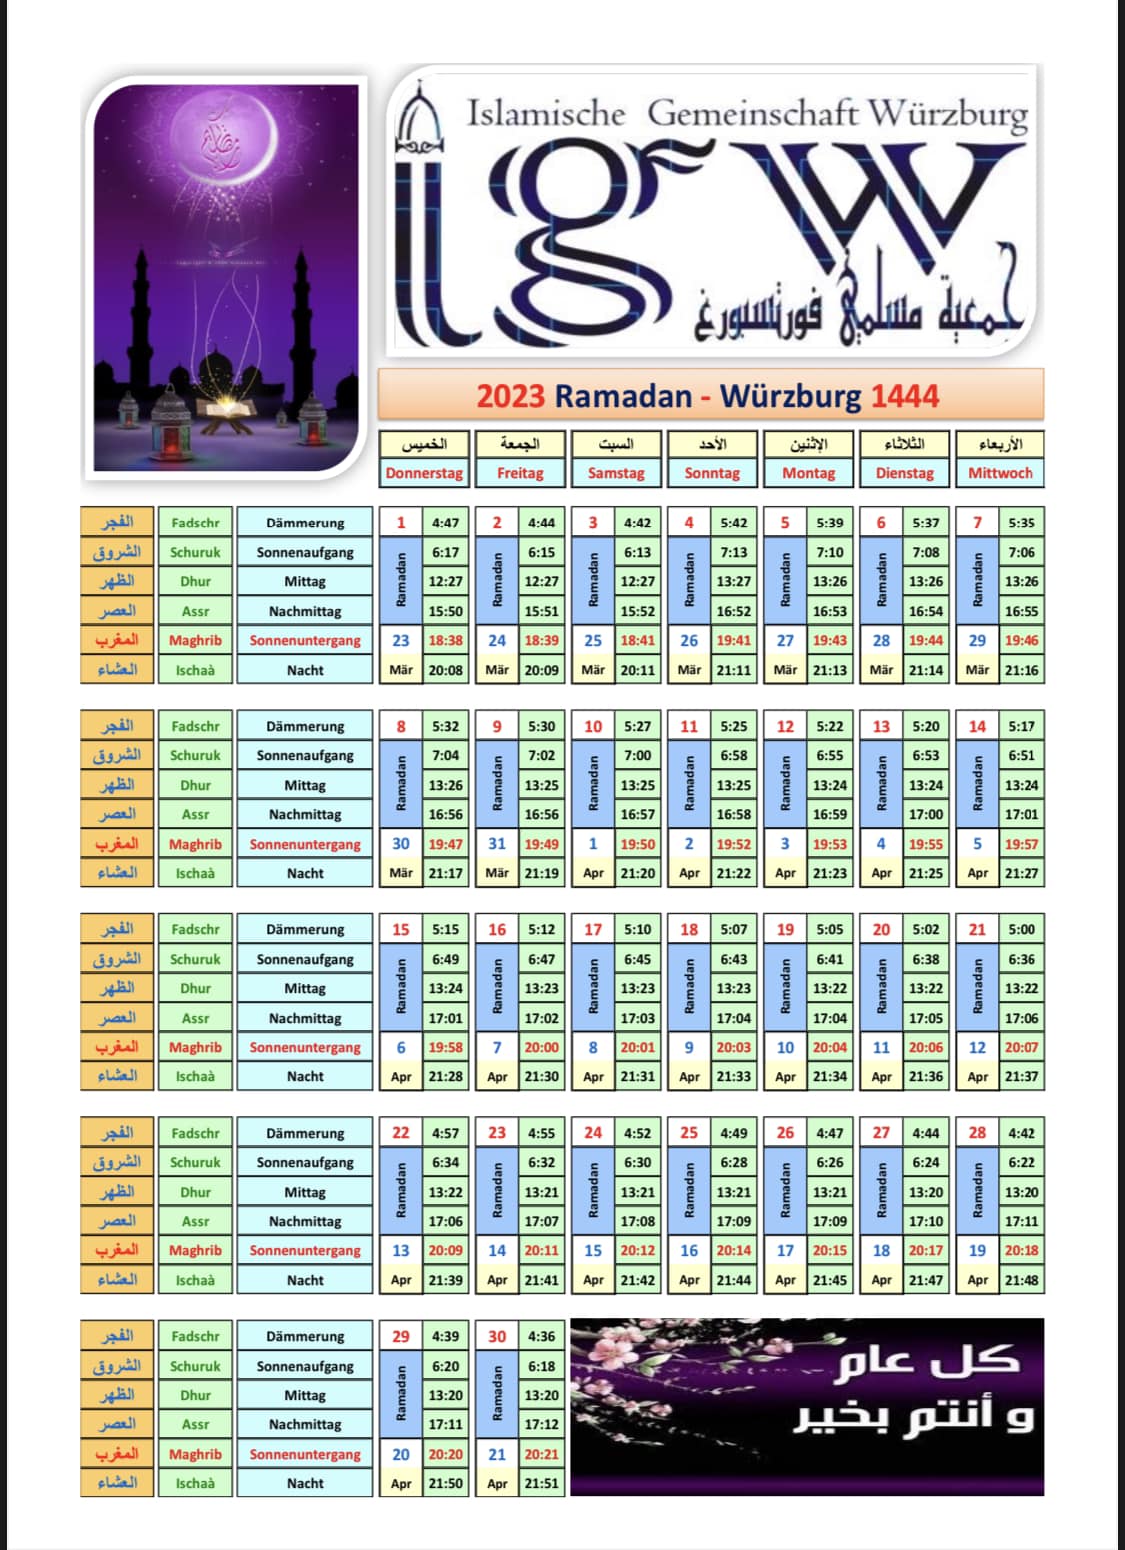 Islamische Gemeinschaft Würzburg
igw
جمعية مسلمي فورتسبورغ
2023 Ramadan - Würzburg 1444
الخميس الجمعة السبت الأحد الإثنين الثلاثاء الأربعاء
Donnerstag Freitag Samstag Sonntag Montag Dienstag Mittwoch
الفجر Fadschr Dämmerung 1 4:47 2 4:44 3 4:42 4 5:42 5 5:39 6 5:37 7 5:35
الشروق Schuruk Sonnenaufgang Ramadan 6:17 Ramadan 6:15 Ramadan 6:13 Ramadan 7:13 Ramadan 7:10 Ramadan 7:08 Ramadan 7:06
الظهر Dhur Mittag 12:27 12:27 12:27 13:27 13:26 13:26 13:26
العصر Assr Nachmittag 15:50 15:51 15:52 16:52 16:53 16:54 16:55
المغرب Maghrib Sonnenuntergang 23 18:38 24 18:39 25 18:41 26 19:41 27 19:43 28 19:44 29 19:46
العشاء Ischaà Nacht Mär 20:08 Mär 20:09 Mär 20:11 Mär 21:11 Mär 21:13 Mär 21:14 Mär 21:16
الفجر Fadschr Dämmerung 8 5:32 9 5:30 10 5:27 11 5:25 12 5:22 13 5:20 14 5:17
الشروق Schuruk Sonnenaufgang Ramadan 7:04 Ramadan 7:02 Ramadan 7:00 Ramadan 6:58 Ramadan 6:55 Ramadan 6:53 Ramadan 6:51
الظهر Dhur Mittag 13:26 13:25 13:25 13:25 13:24 13:24 13:24
العصر Assr Nachmittag 16:56 16:56 16:57 16:58 16:59 17:00 17:01
المغرب Maghrib Sonnenuntergang 30 19:47 31 19:49 1 19:50 2 19:52 3 19:53 4 19:55 5 19:57
العشاء Ischaà Nacht Mär 21:17 Mär 21:19 Apr 21:20 Apr 21:22 Apr 21:23 Apr 21:25 Apr 21:27
الفجر Fadschr Dämmerung 15 5:15 16 5:12 17 5:10 18 5:07 19 5:05 20 5:02 21 5:00
الشروق Schuruk Sonnenaufgang Ramadan 6:49 Ramadan 6:47 Ramadan 6:45 Ramadan 6:43 Ramadan 6:41 Ramadan 6:38 Ramadan 6:36
الظهر Dhur Mittag 13:24 13:23 13:23 13:23 13:22 13:22 13:22
العصر Assr Nachmittag 17:01 17:02 17:03 17:04 17:04 17:05 17:06
المغرب Maghrib Sonnenuntergang 6 19:58 7 20:00 8 20:01 9 20:03 10 20:04 11 20:06 12 20:07
العشاء Ischaà Nacht Apr 21:28 Apr 21:30 Apr 21:31 Apr 21:33 Apr 21:34 Apr 21:36 Apr 21:37
الفجر Fadschr Dämmerung 22 4:57 23 4:55 24 4:52 25 4:49 26 4:47 27 4:44 28 4:42
الشروق Schuruk Sonnenaufgang Ramadan 6:34 Ramadan 6:32 Ramadan 6:30 Ramadan 6:28 Ramadan 6:26 Ramadan 6:24 Ramadan 6:22
الظهر Dhur Mittag 13:22 13:21 13:21 13:21 13:21 13:20 13:20
العصر Assr Nachmittag 17:06 17:07 17:08 17:09 17:09 17:10 17:11
المغرب Maghrib Sonnenuntergang 13 20:09 14 20:11 15 20:12 16 20:14 17 20:15 18 20:17 19 20:18
العشاء Ischaà Nacht Apr 21:39 Apr 21:41 Apr 21:42 Apr 21:44 Apr 21:45 Apr 21:47 Apr 21:48
الفجر Fadschr Dämmerung 29 4:39 30 4:36
الشروق Schuruk Sonnenaufgang Ramadan 6:20 Ramadan 6:18
الظهر Dhur Mittag 13:20 13:20
العصر Assr Nachmittag 17:11 17:12
المغرب Maghrib Sonnenuntergang 20 20:20 21 20:21
العشاء Ischaà Nacht Apr 21:50 Apr 21:51
كل عام
و أنتم بخير